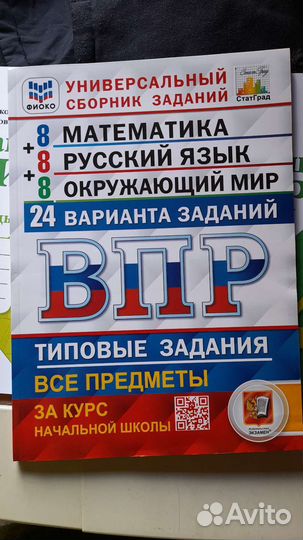 ФИОКО
УНИВЕРСАЛЬНЫЙ
СБОРНИК ЗАДАНИЙ
СтатГрад
8 МАТЕМАТИКА
+
8 РУССКИЙ ЯЗЫК
+
8 ОКРУЖАЮЩИЙ МИР
24 ВАРИАНТА ЗАДАНИЙ
ВПР
ТИПОВЫЕ ЗАДАНИЯ
ВСЕ ПРЕДМЕТЫ
ЗА КУРС
НАЧАЛЬНОЙ ШКОЛЫ
ЭКЗАМЕН
Avito